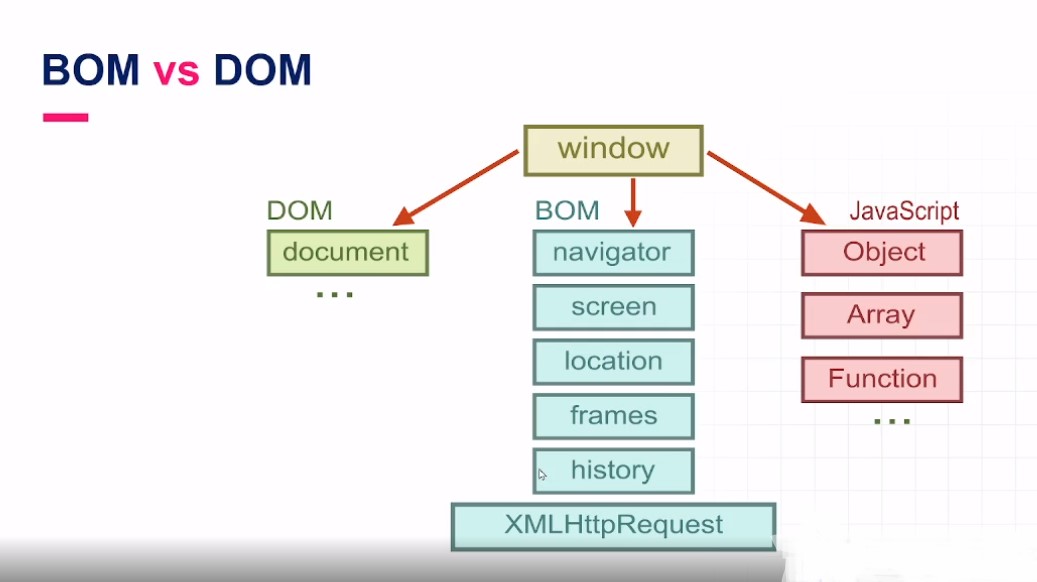 BOM vs DOM
window
DOM
document
...
BOM
navigator
screen
location
frames
history
XMLHttpRequest
JavaScript
Object
Array
Function
...